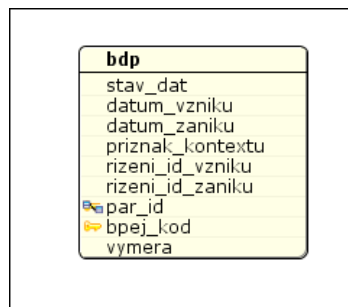 bdp
stav_dat
datum_vzniku
datum_zaniku
priznak_kontextu
rizeni_id_vzniku
rizeni_id_zaniku
par_id
bpej_kod
vymera